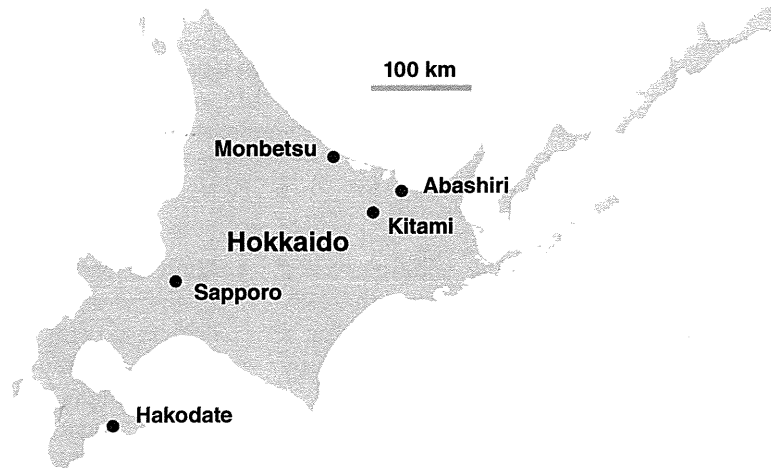 100 km
Monbetsu
Abashiri
Kitami
Hokkaido
Sapporo
Hakodate